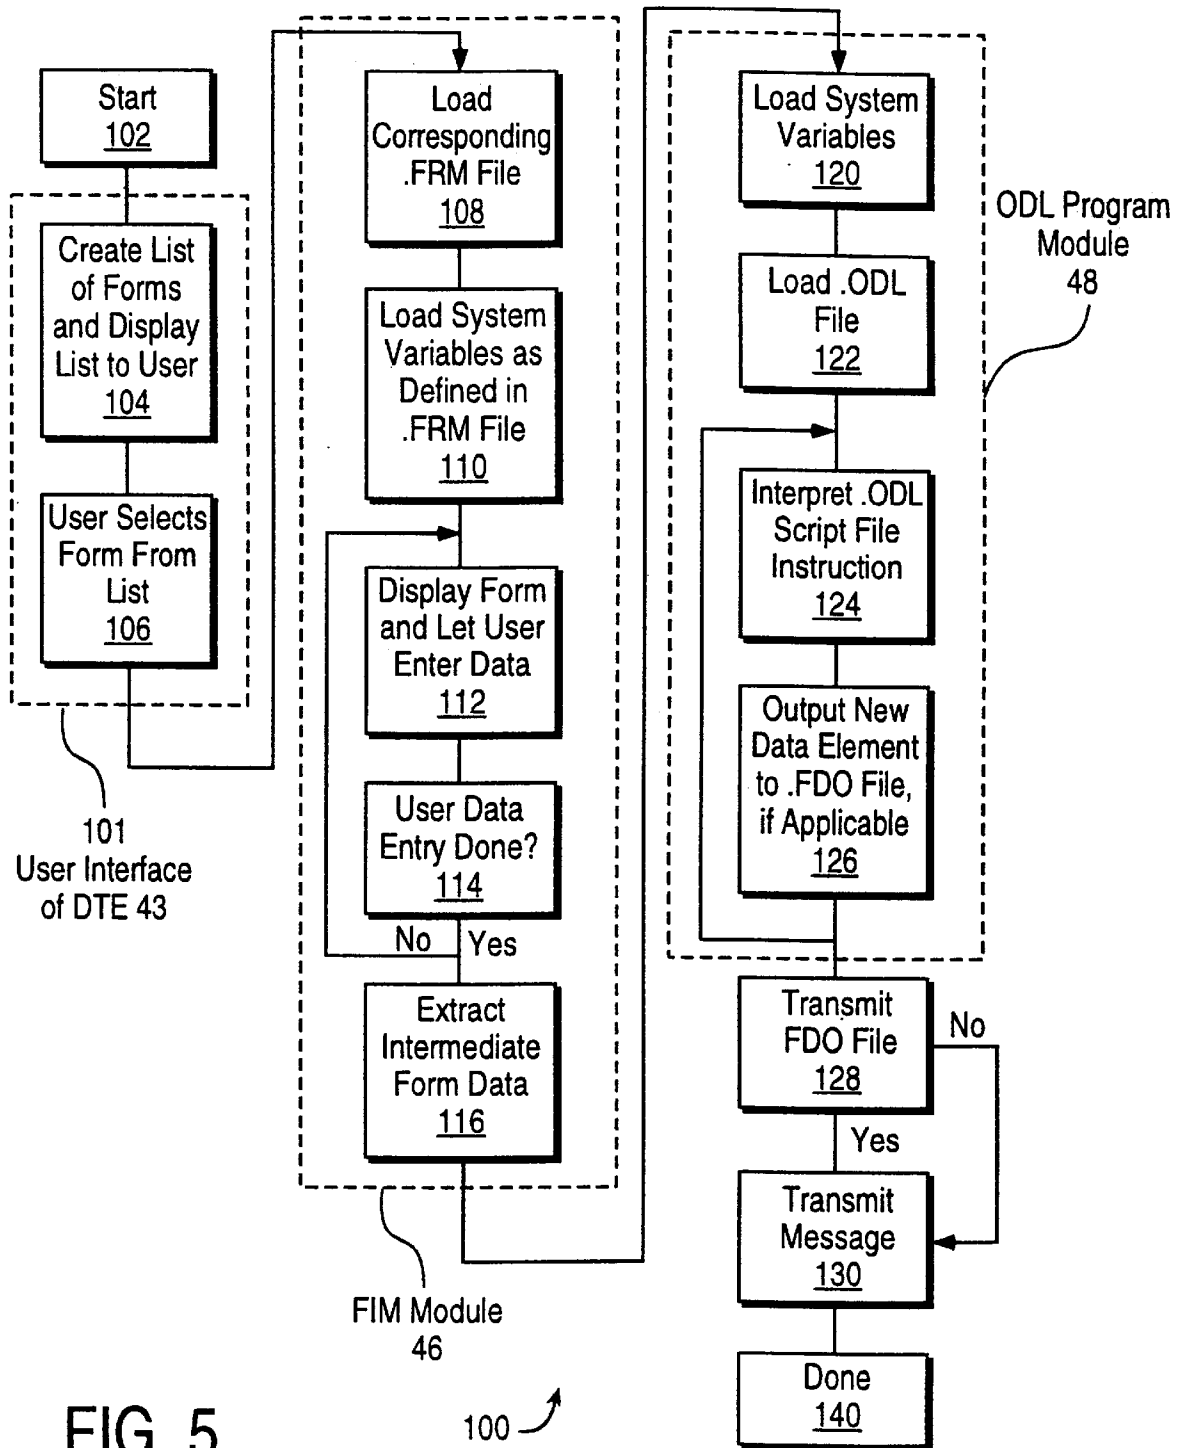 Start
102
Create List
of Forms
and Display
List to User
104
User Selects
Form From
List
106
101
User Interface
of DTE 43
Load
Corresponding
.FRM File
108
Load System
Variables as
Defined in
.FRM File
110
Display Form
and Let User
Enter Data
112
User Data
Entry Done?
114
No
Yes
Extract
Intermediate
Form Data
116
FIM Module
46
Load System
Variables
120
Load .ODL
File
122
Interpret .ODL
Script File
Instruction
124
Output New
Data Element
to .FDO File,
if Applicable
126
ODL Program
Module
48
Transmit
FDO File
128
No
Yes
Transmit
Message
130
Done
140
100
FIG. 5